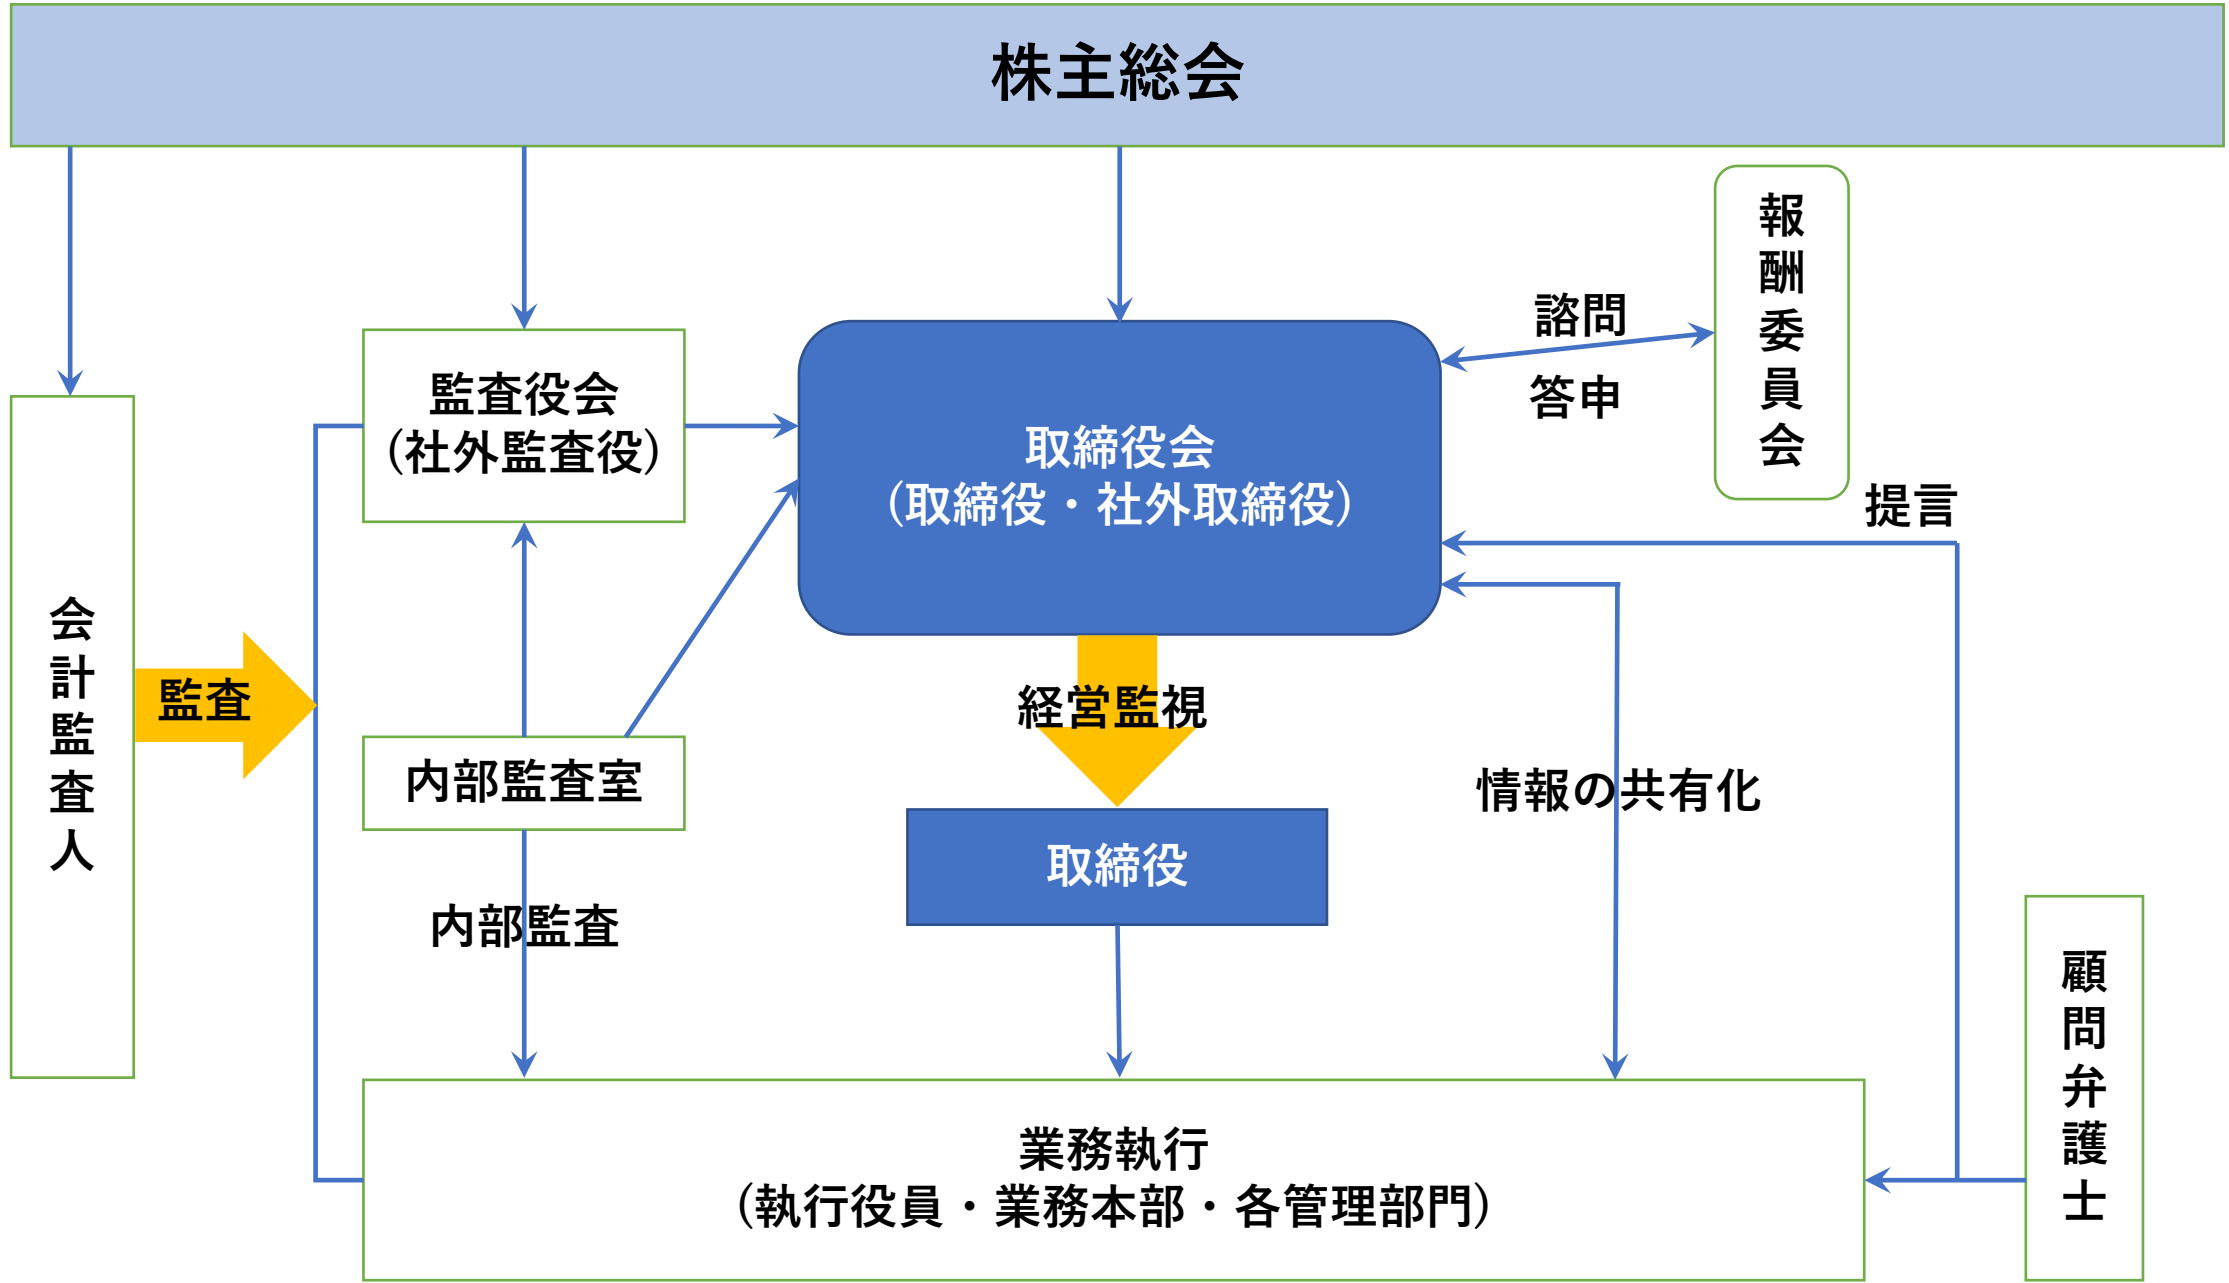 株主総会
報酬委員会
諮問
答申
監査役会
（社外監査役）
取締役会
（取締役・社外取締役）
提言
会計監査人
監査
経営監視
内部監査室
情報の共有化
取締役
内部監査
顧問弁護士
業務執行
（執行役員・業務本部・各管理部門）